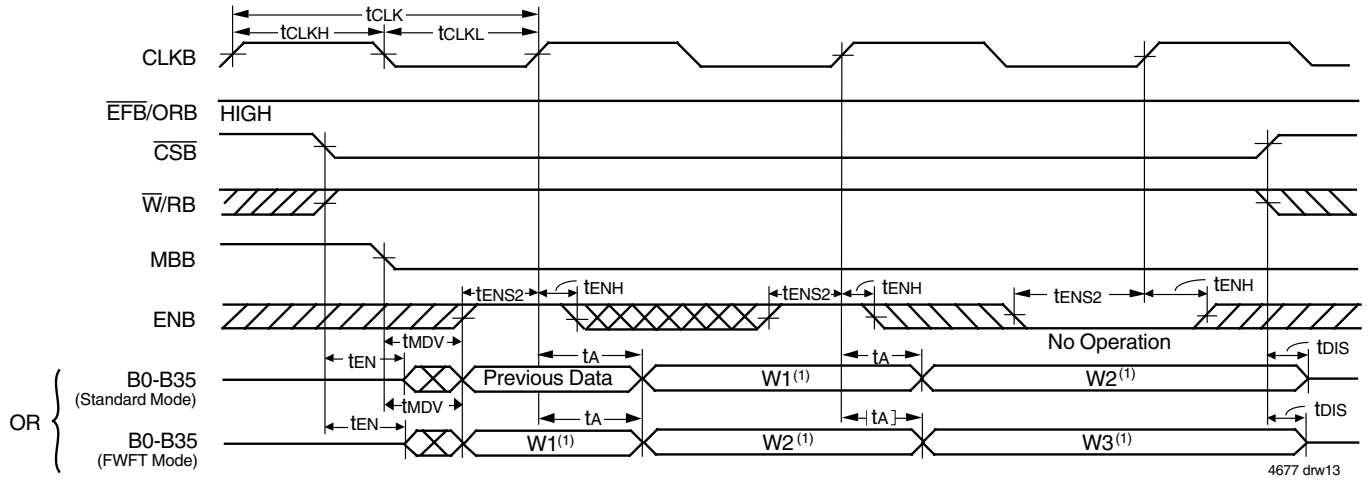 tCLK
tCLKH tCLKL
CLKB
EFB/ORB HIGH
CSB
W/RB
MBB
tENS2 tENH tENS2 tENH tENS2 tENH
ENB
No Operation
tMDV
tEN tA tA tDIS
B0-B35 Previous Data W1(1) W2(1)
(Standard Mode)
OR
tMDV
tEN tA tA tDIS
B0-B35 W1(1) W2(1) W3(1)
(FWFT Mode)
4677 drw13